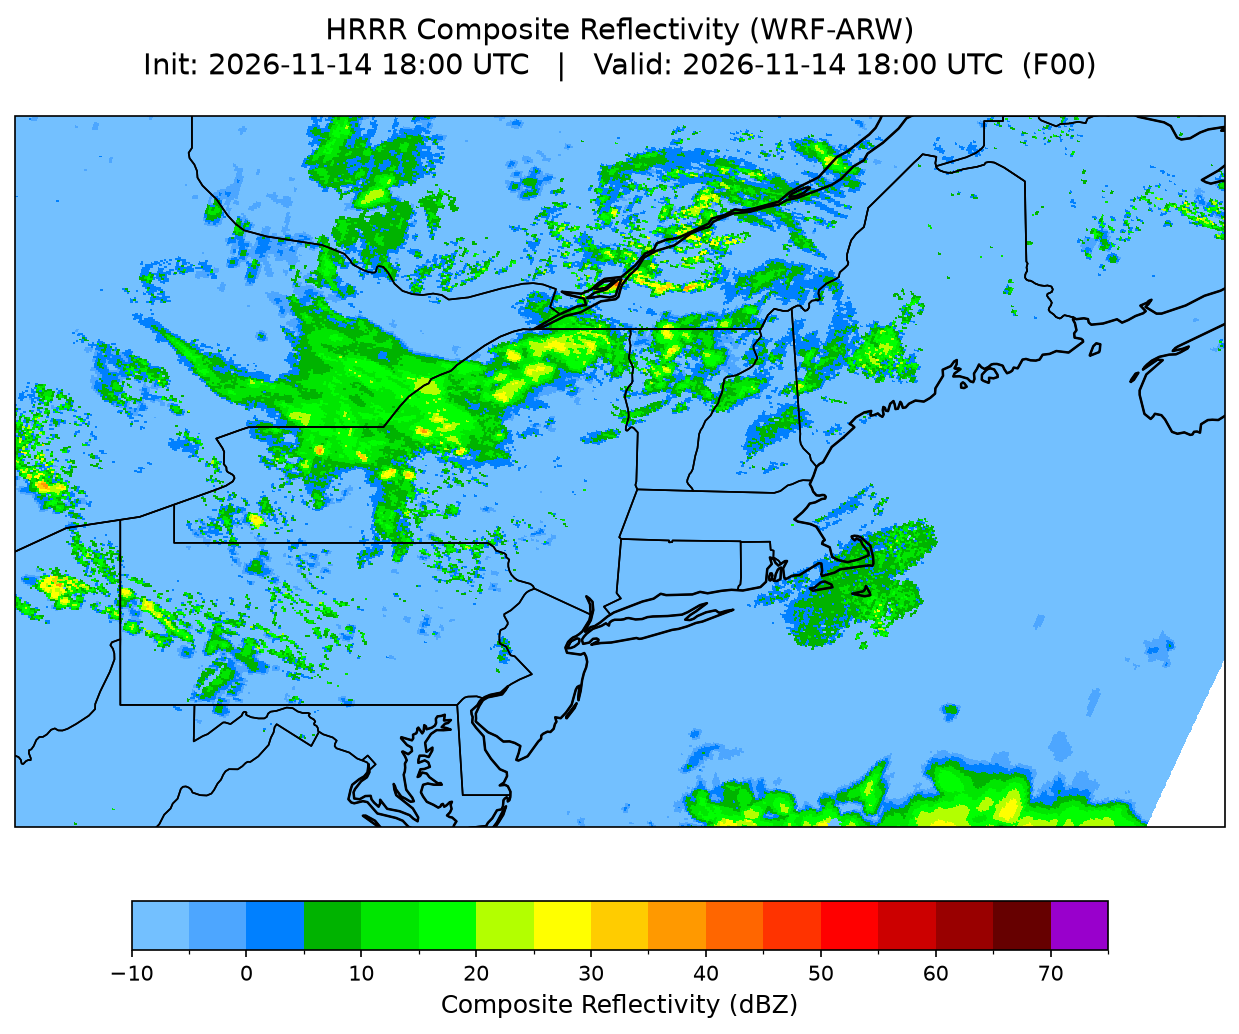 HRRR Composite Reflectivity (WRF-ARW)
Init: 2026-11-14 18:00 UTC   |   Valid: 2026-11-14 18:00 UTC  (F00)
−10 0 10 20 30 40 50 60 70
Composite Reflectivity (dBZ)